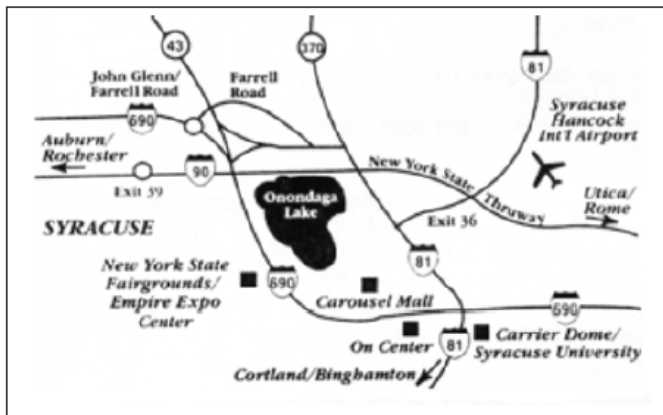 43
370
81
John Glenn/
Farrell Road
Farrell
Road
690
Syracuse
Hancock
Int'l Airport
Auburn/
Rochester
90
New York State Thruway
Exit 39
Onondaga
Lake
Utica/
Rome
Exit 36
SYRACUSE
New York State
Fairgrounds/
Empire Expo
Center
690
81
Carousel Mall
690
On Center
81
Carrier Dome/
Syracuse University
Cortland/Binghamton